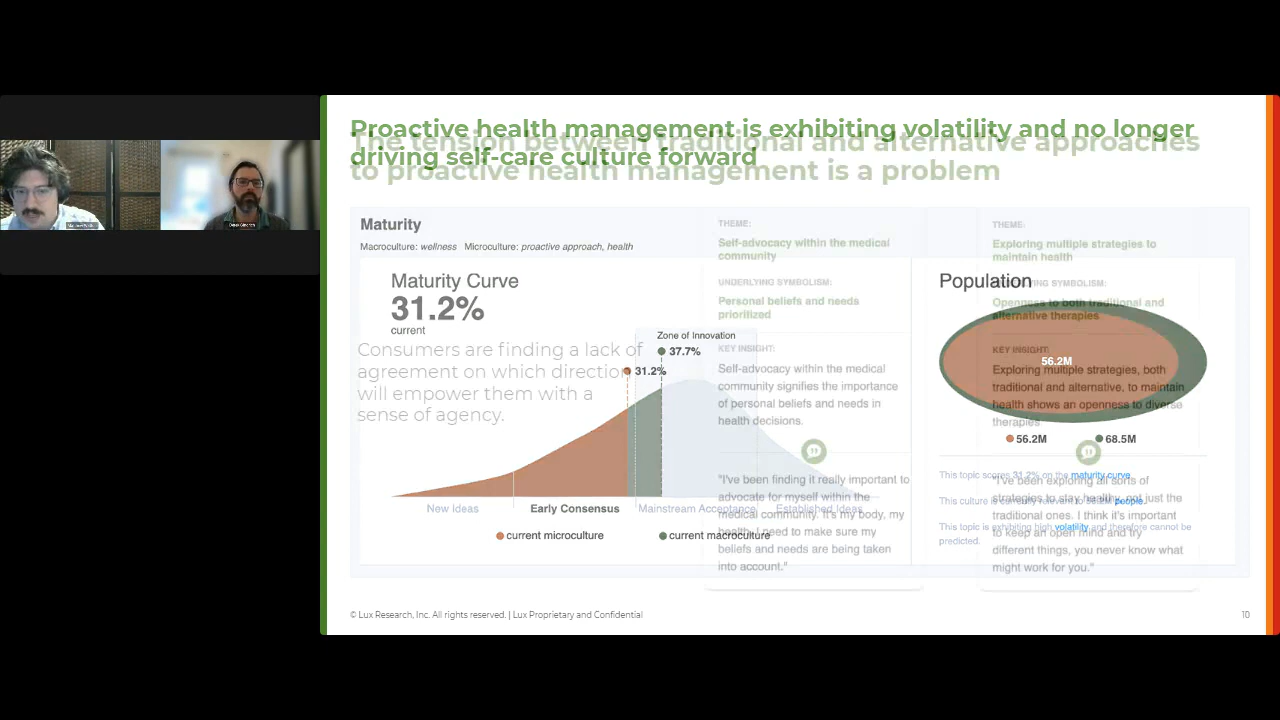 Proactive health management is exhibiting volatility and no longer
driving self-care culture forward
The tension between traditional and alternative approaches
to proactive health management is a problem
Maturity
Macroculture: wellness Microculture: proactive approach, health
Maturity Curve
31.2%
current
Consumers are finding a lack of
agreement on which direction
will empower them with a
sense of agency.
Zone of Innovation
37.7%
31.2%
New Ideas
Early Consensus
Mainstream Acceptance
Established Ideas
current microculture
current macroculture
THEME:
Self-advocacy within the medical
community
UNDERLYING SYMBOLISM:
Personal beliefs and needs
prioritized
KEY INSIGHT:
Self-advocacy within the medical
community signifies the importance
of personal beliefs and needs in
health decisions.
"I've been finding it really important to
advocate for myself within the
medical community. It's my body, my
health, I need to make sure my
beliefs and needs are being taken
into account."
THEME:
Exploring multiple strategies to
maintain health
UNDERLYING SYMBOLISM:
Openness to both traditional and
alternative therapies
KEY INSIGHT:
Exploring multiple strategies, both
traditional and alternative, to maintain
health shows an openness to diverse
therapies
"I've been exploring all sorts of
strategies to stay healthy, not just the
traditional ones. I think it's important
to keep an open mind and try
different things, you never know what
might work for you."
Population
56.2M
56.2M
68.5M
This topic scores 31.2% on the maturity curve.
This culture is currently relevant to 56.2M people.
This topic is exhibiting high volatility and therefore cannot be
predicted.
© Lux Research, Inc. All rights reserved. | Lux Proprietary and Confidential
10